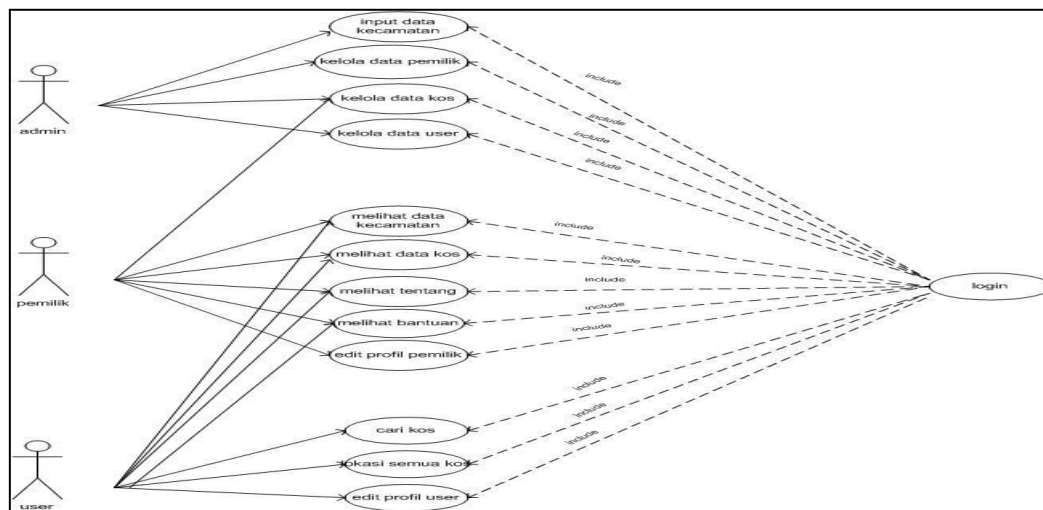 input data
kecamatan
kelola data pemilik
kelola data kos
kelola data user
admin
include
include
include
include
melihat data
kecamatan
melihat data kos
melihat tentang
melihat bantuan
edit profil pemilik
pemilik
include
include
include
include
include
login
cari kos
okasi semua kos
edit profil user
user
include
include
include